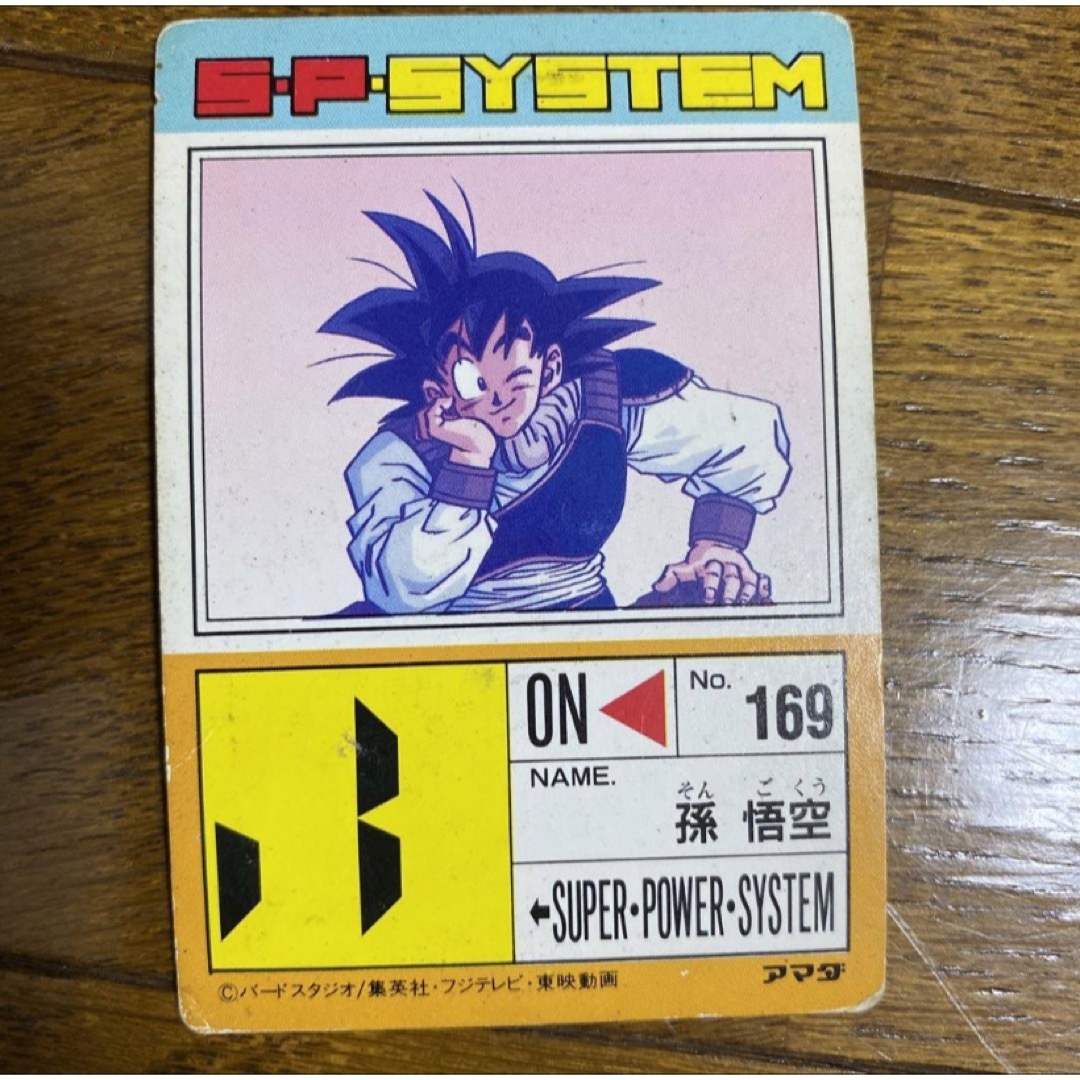 S·P·SYSTEM
ON
No. 169
NAME.
そん ご くう
孫 悟空
SUPER·POWER·SYSTEM
©バードスタジオ/集英社・フジテレビ・東映動画
アマダ